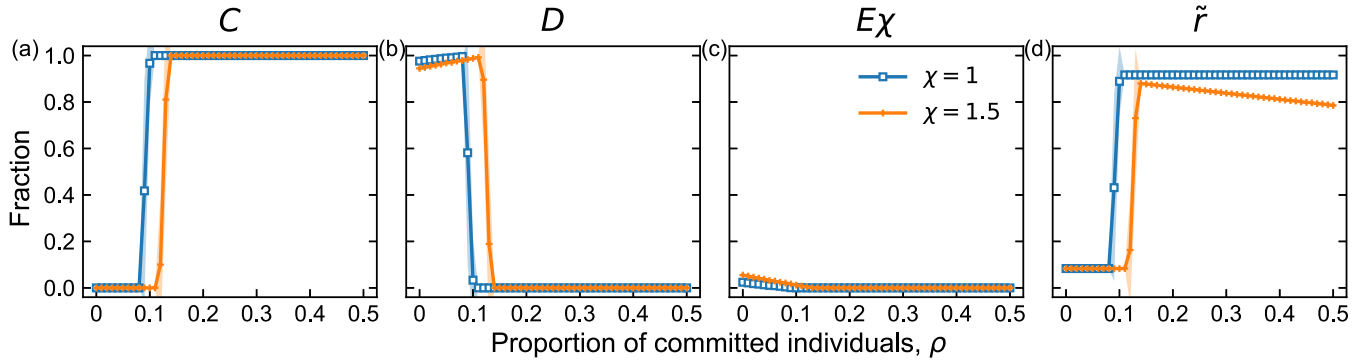 C D Eχ r̃
(a) (b) (c) (d)
1.0
0.8
0.6
0.4
0.2
0.0
Fraction
χ = 1
χ = 1.5
0 0.1 0.2 0.3 0.4 0.5 0 0.1 0.2 0.3 0.4 0.5 0 0.1 0.2 0.3 0.4 0.5 0 0.1 0.2 0.3 0.4 0.5
Proportion of committed individuals, ρ